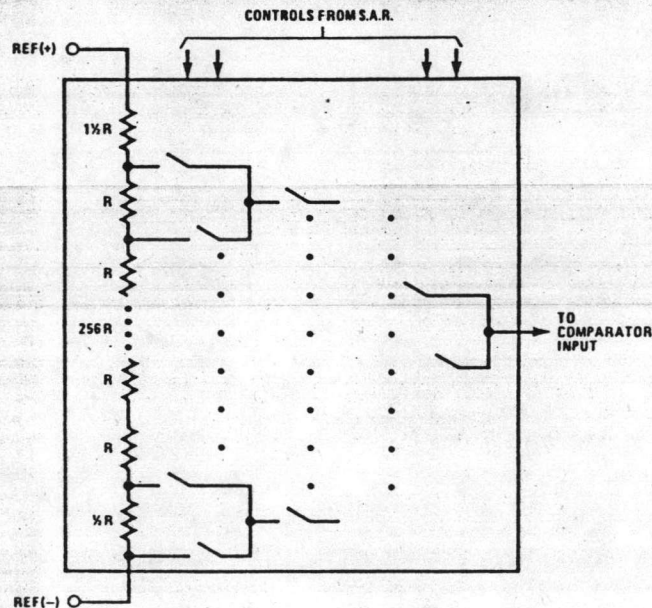 CONTROLS FROM S.A.R.
REF(+)
1½R
R
R
256R
TO
COMPARATOR
INPUT
R
R
½R
REF(−)